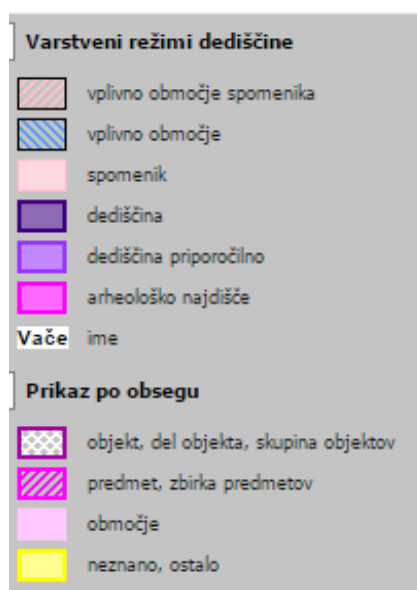 Varstveni režimi dediščine
vplivno območje spomenika
vplivno območje
spomenik
dediščina
dediščina priporočilno
arheološko najdišče
Vače ime
Prikaz po obsegu
objekt, del objekta, skupina objektov
predmet, zbirka predmetov
območje
neznano, ostalo